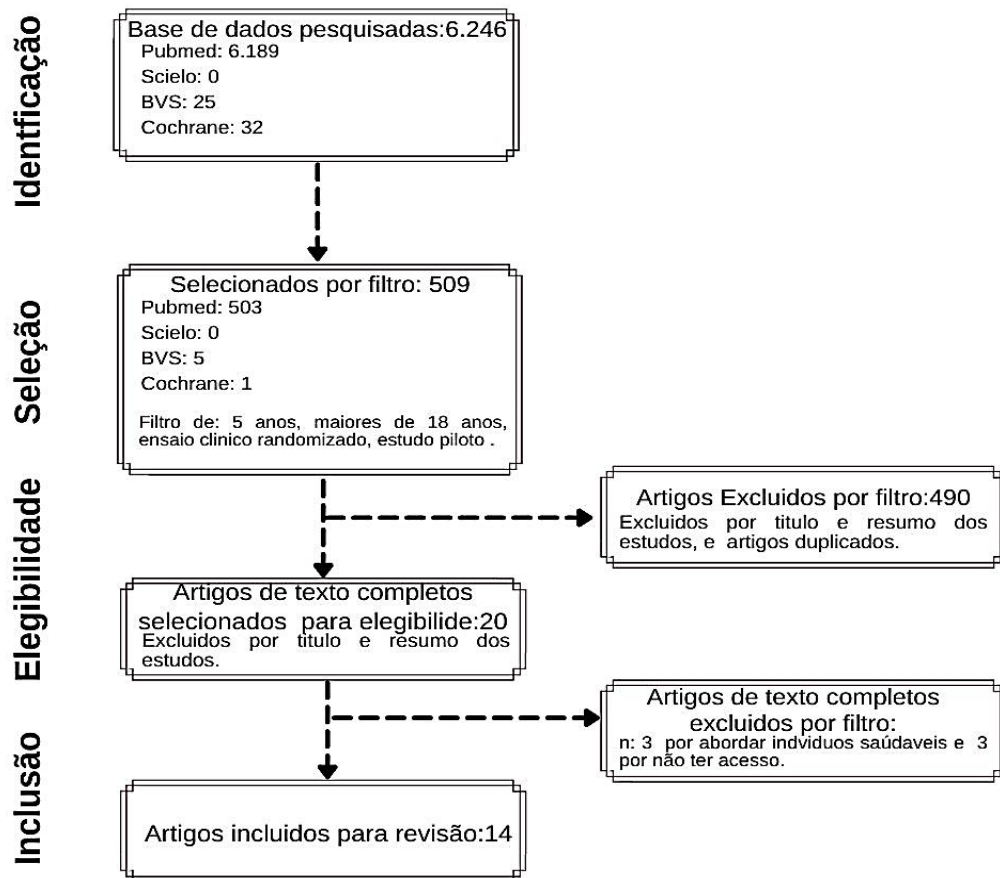 Identficação
Base de dados pesquisadas:6.246
Pubmed: 6.189
Scielo: 0
BVS: 25
Cochrane: 32
Seleção
Selecionados por filtro: 509
Pubmed: 503
Scielo: 0
BVS: 5
Cochrane: 1
Filtro de: 5 anos, maiores de 18 anos,
ensaio clinico randomizado, estudo piloto .
Elegibilidade
Artigos Excluidos por filtro:490
Excluidos por titulo e resumo dos
estudos, e artigos duplicados.
Artigos de texto completos
selecionados para elegebilide:20
Excluidos por titulo e resumo dos
estudos.
Artigos de texto completos
excluidos por filtro:
n: 3 por abordar indviduos saúdaveis e 3
por não ter acesso.
Inclusão
Artigos incluidos para revisão:14